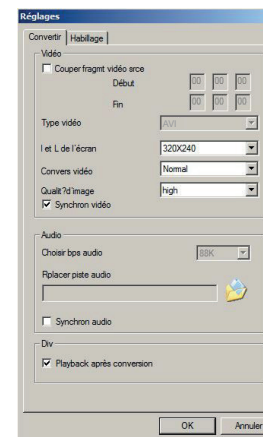 Réglages
Convertir Habillage
Vidéo
Couper fragmt vidéo srce
Début 00 00 00
Fin 00 00 00
Type vidéo AVI
l et L de l'écran 320X240
Convers vidéo Normal
Qualit?d'image high
Synchron vidéo
Audio
Choisir bps audio 88K
Rplacer piste audio
Synchron audio
Div
Playback après conversion
OK Annuler